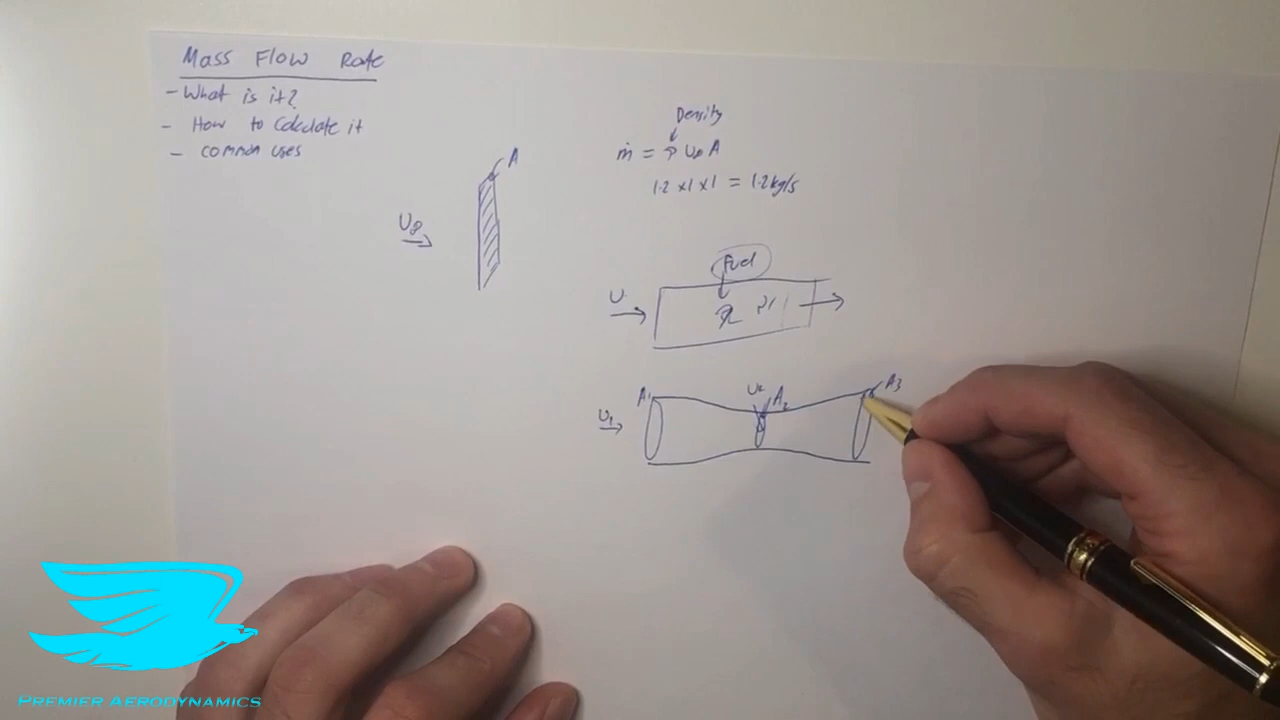 Mass Flow Rate
- What is it?
- How to Calculate it
- common uses
A
U∞
Density
ṁ = ρ U∞ A
1.2 x 1 x 1 = 1.2 kg/s
Fuel
U
A1
U2
A2
A3
U1
PREMIER AERODYNAMICS